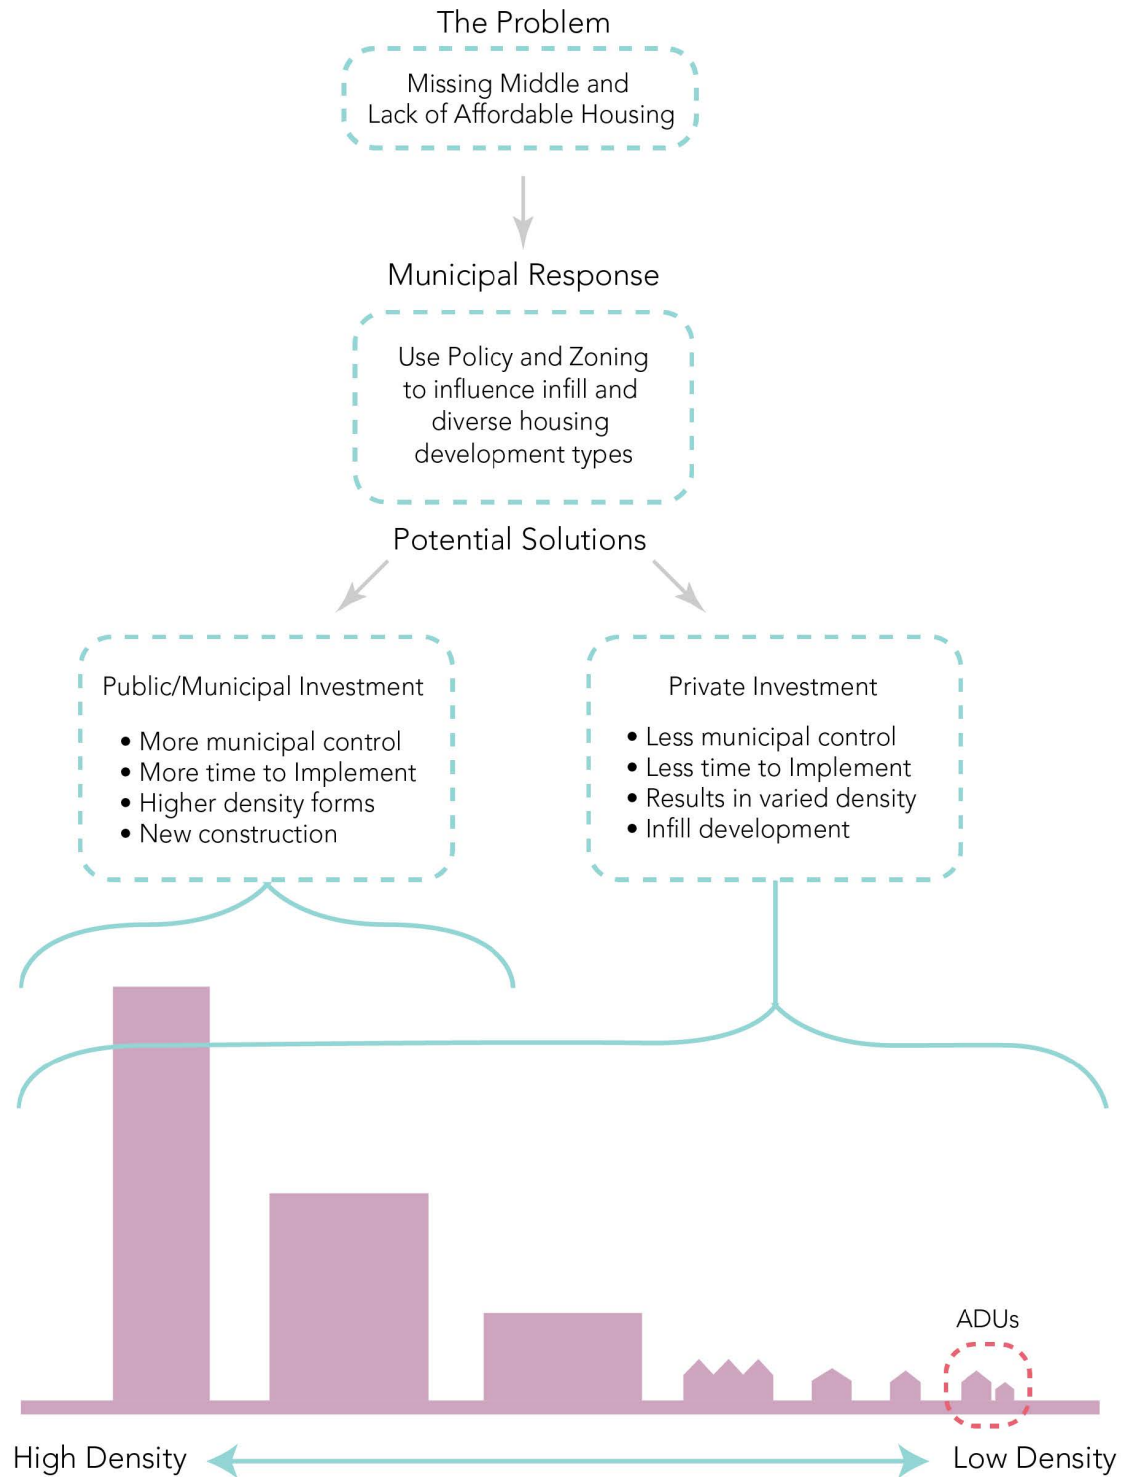 The Problem
Missing Middle and
Lack of Affordable Housing
Municipal Response
Use Policy and Zoning
to influence infill and
diverse housing
development types
Potential Solutions
Public/Municipal Investment
• More municipal control
• More time to Implement
• Higher density forms
• New construction
Private Investment
• Less municipal control
• Less time to Implement
• Results in varied density
• Infill development
ADUs
High Density
Low Density